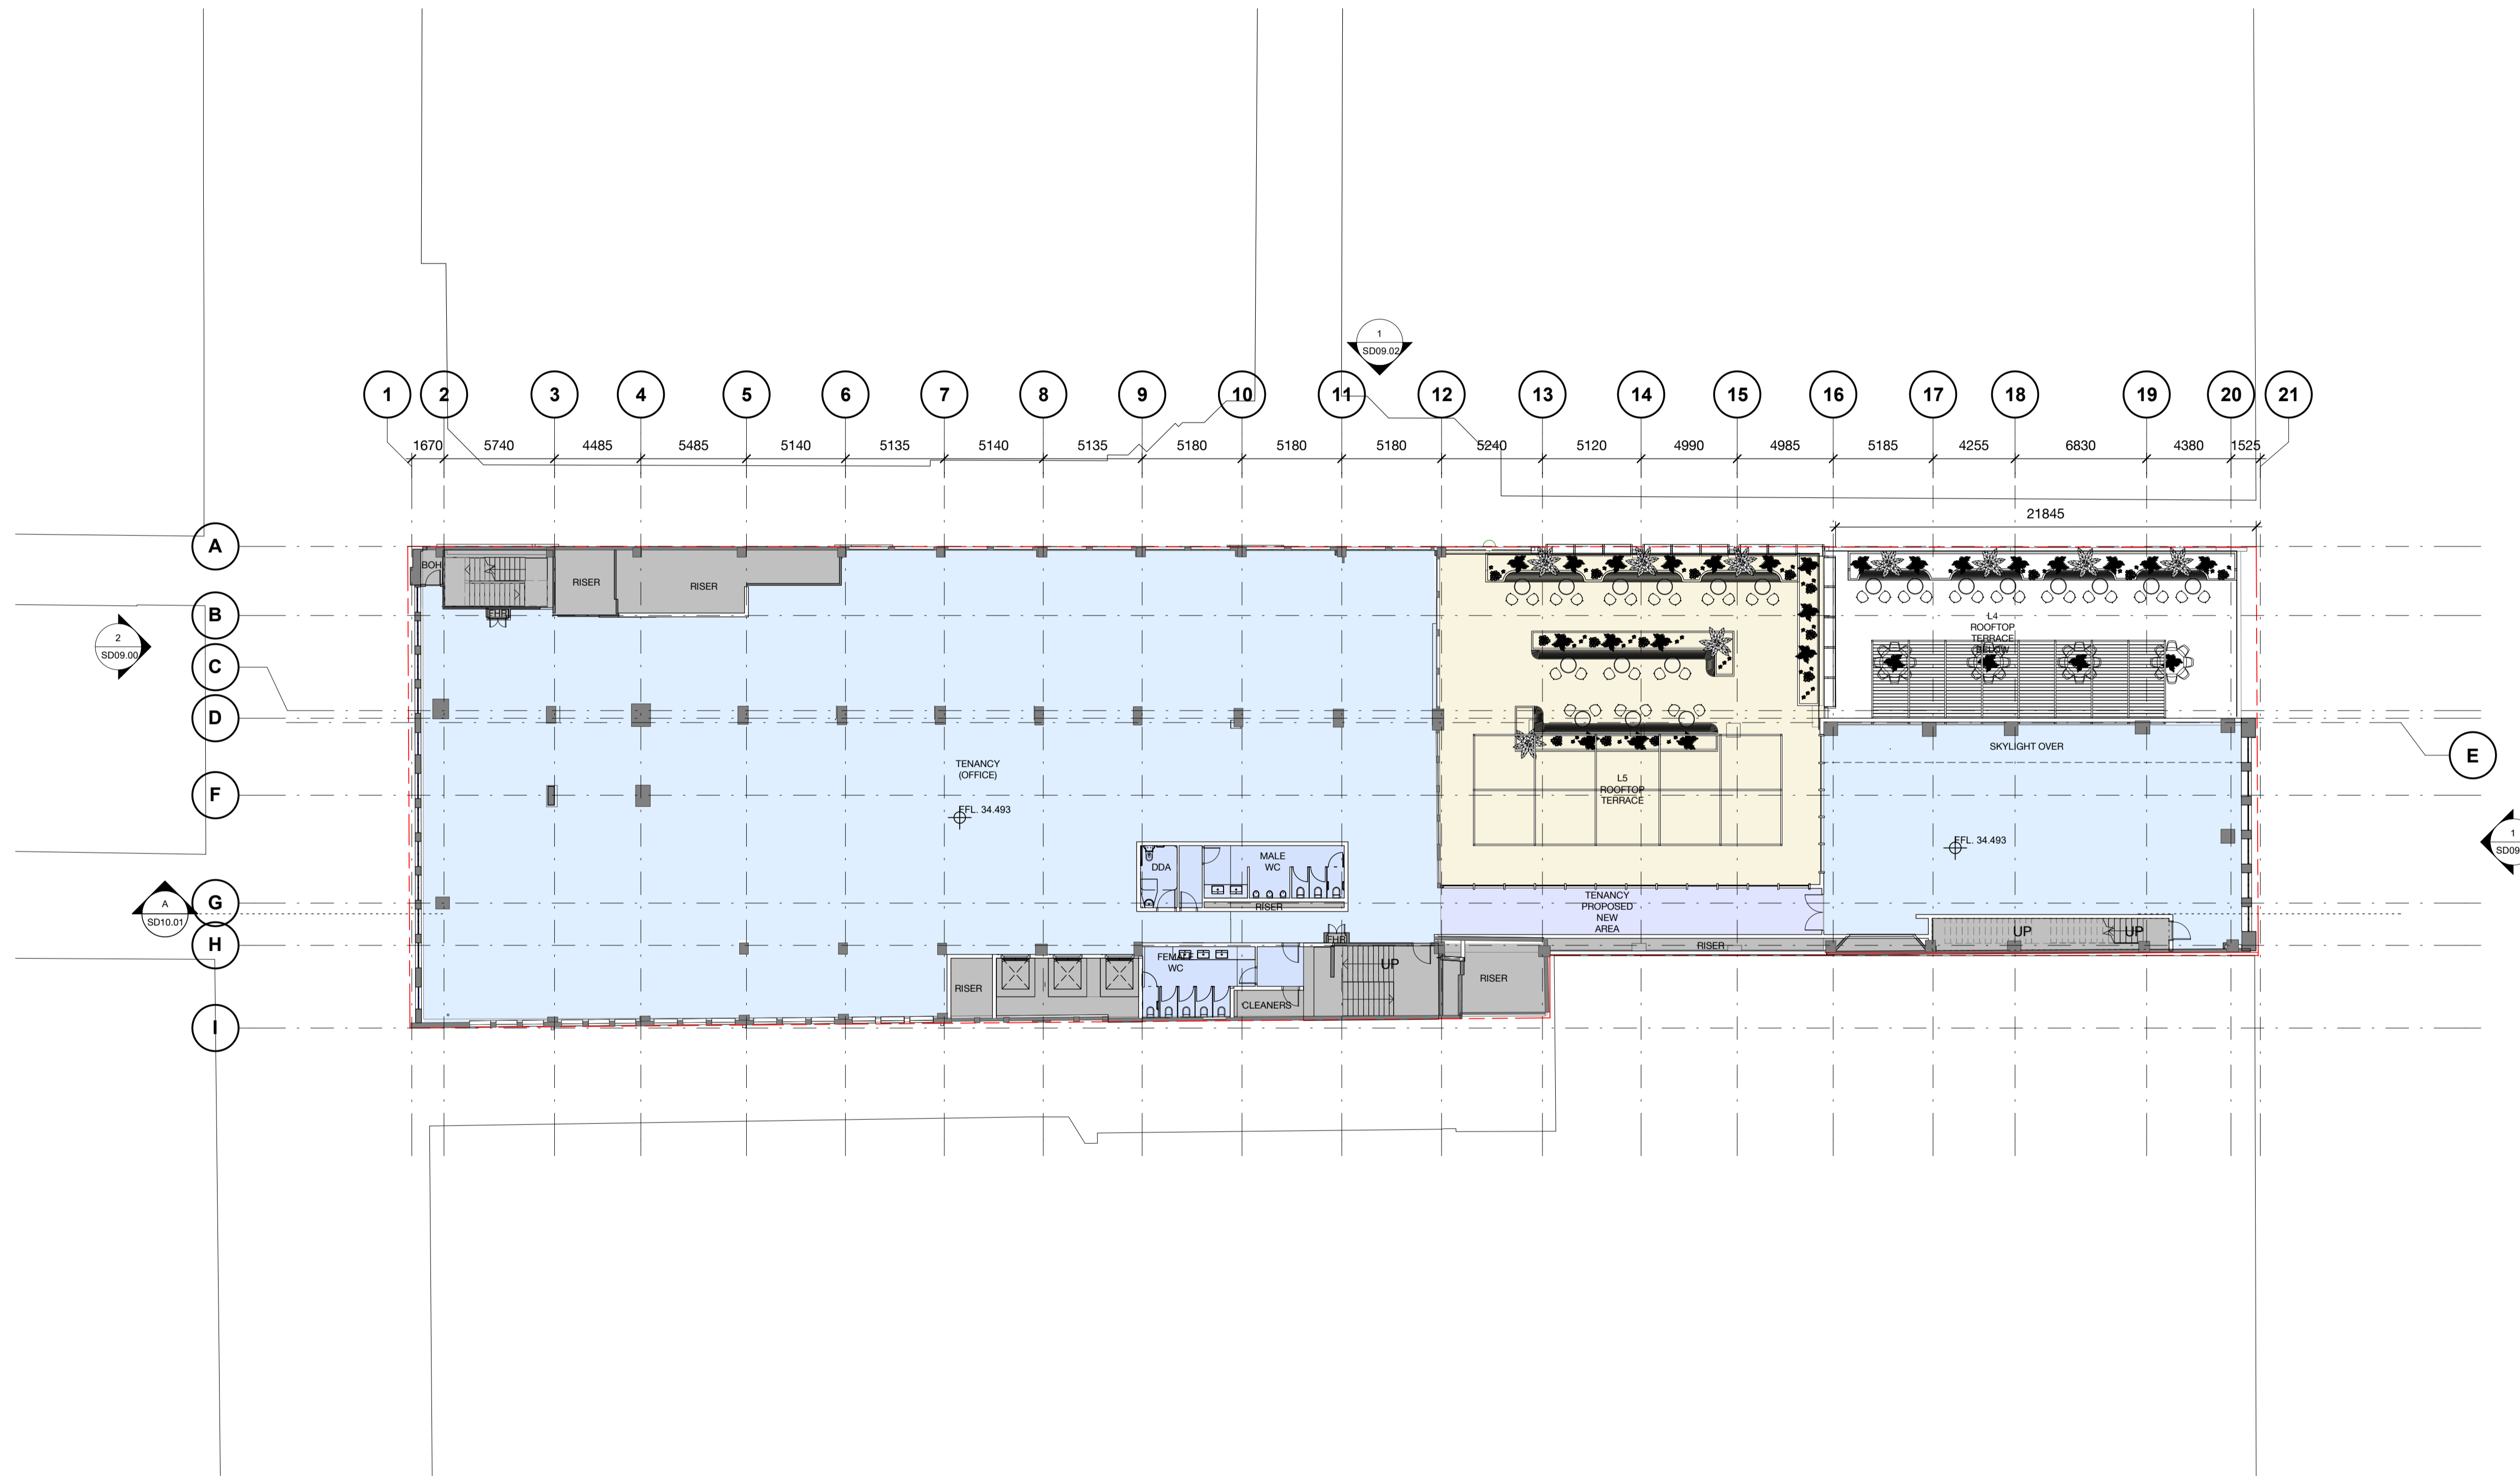 1
SD09.02
1
2
3
4
5
6
7
8
9
10
11
12
13
14
15
16
17
18
19
20
21
1670
5740
4485
5485
5140
5135
5140
5135
5180
5180
5180
5240
5120
4990
4985
5185
4255
6830
4380
1525
21845
A
BOH
RISER
RISER
B
FHR
L4
ROOFTOP
TERRACE
BELOW
2
SD09.00
C
D
SKYLIGHT OVER
E
TENANCY
(OFFICE)
F
L5
ROOFTOP
TERRACE
FFL. 34.493
FFL. 34.493
1
SD09
DDA
MALE
WC
RISER
G
A
SD10.01
TENANCY
PROPOSED
NEW
AREA
H
FHR
UP
UP
RISER
FEMALE
WC
UP
RISER
RISER
CLEANERS
I